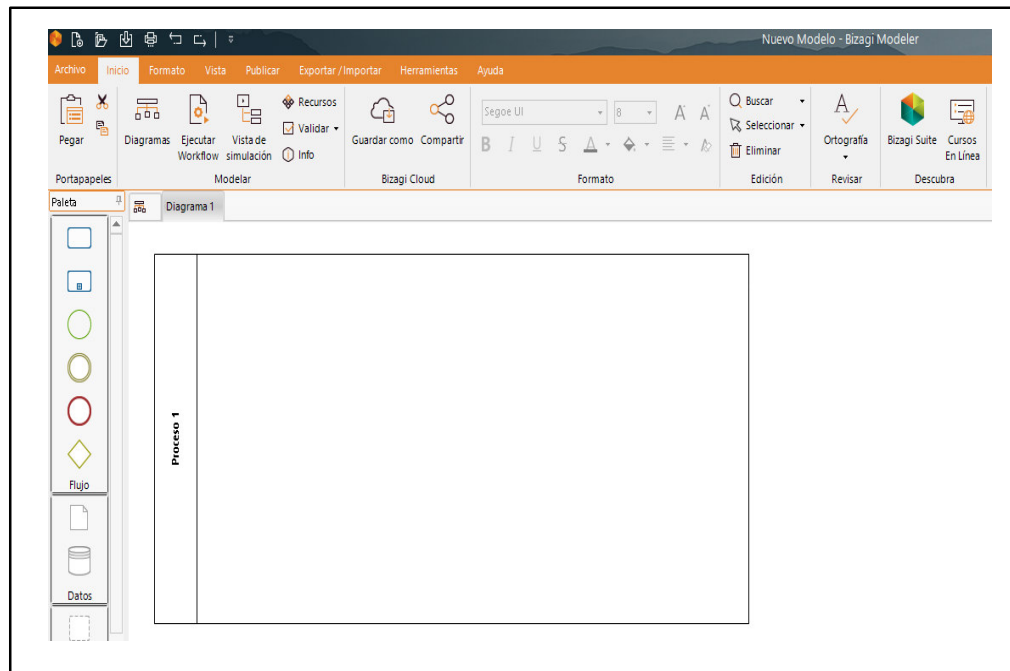 Nuevo Modelo - Bizagi Modeler
Archivo Inicio Formato Vista Publicar Exportar / Importar Herramientas Ayuda
Pegar
Portapapeles
Diagramas
Ejecutar
Workflow
Vista de
simulación
Recursos
Validar
Info
Modelar
Guardar como Compartir
Bizagi Cloud
Segoe UI 8 A A
B I U S A
Formato
Buscar
Seleccionar
Eliminar
Edición
A
Ortografía
Revisar
Bizagi Suite
Cursos
En Línea
Descubra
Paleta
Diagrama 1
Flujo
Datos
Proceso 1